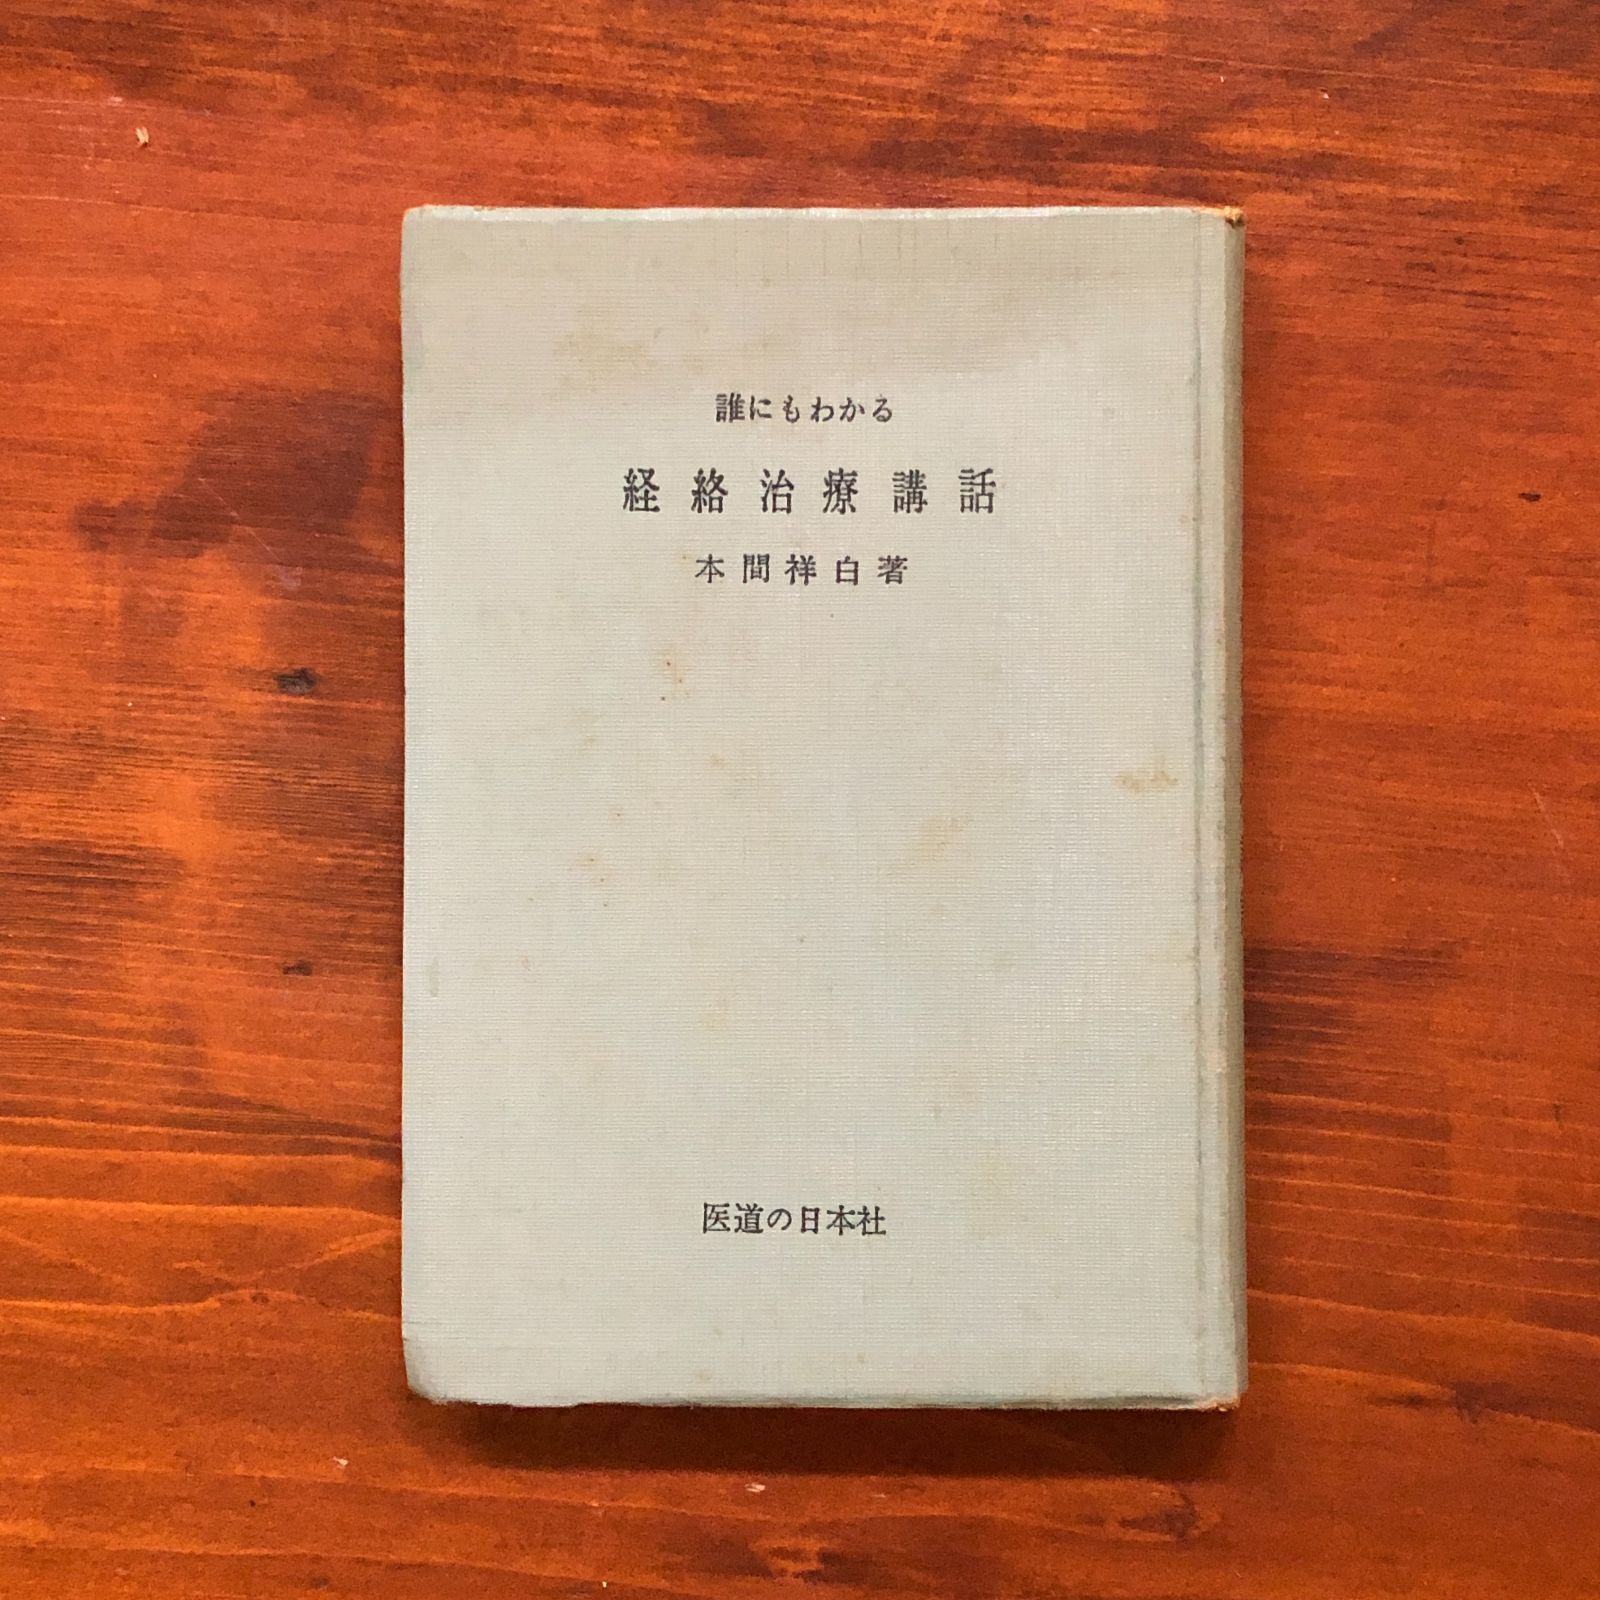 誰にもわかる
経絡治療講話
本間祥白著
医道の日本社